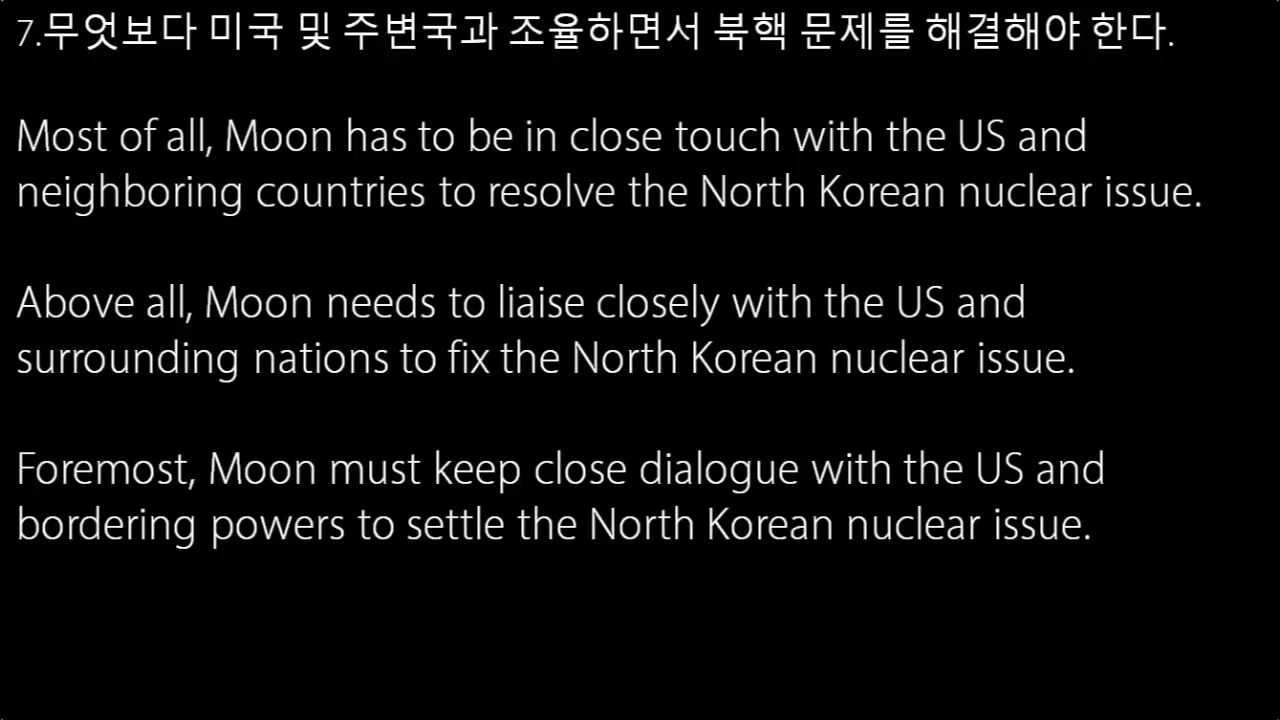 7.무엇보다 미국 및 주변국과 조율하면서 북핵 문제를 해결해야 한다.
Most of all, Moon has to be in close touch with the US and
neighboring countries to resolve the North Korean nuclear issue.
Above all, Moon needs to liaise closely with the US and
surrounding nations to fix the North Korean nuclear issue.
Foremost, Moon must keep close dialogue with the US and
bordering powers to settle the North Korean nuclear issue.